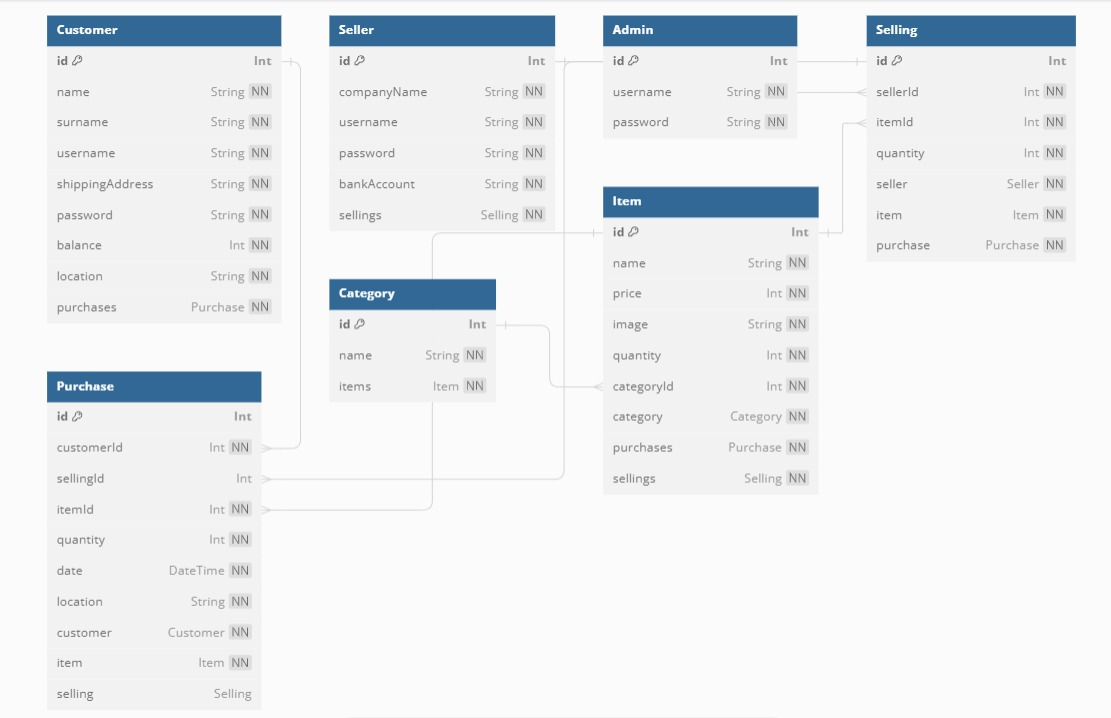 Customer
id Int
name String NN
surname String NN
username String NN
shippingAddress String NN
password String NN
balance Int NN
location String NN
purchases Purchase NN
Seller
id Int
companyName String NN
username String NN
password String NN
bankAccount String NN
sellings Selling NN
Admin
id Int
username String NN
password String NN
Selling
id Int
sellerId Int NN
itemId Int NN
quantity Int NN
seller Seller NN
item Item NN
purchase Purchase NN
Item
id Int
name String NN
price Int NN
image String NN
quantity Int NN
categoryId Int NN
category Category NN
purchases Purchase NN
sellings Selling NN
Category
id Int
name String NN
items Item NN
Purchase
id Int
customerId Int NN
sellingId Int
itemId Int NN
quantity Int NN
date DateTime NN
location String NN
customer Customer NN
item Item NN
selling Selling